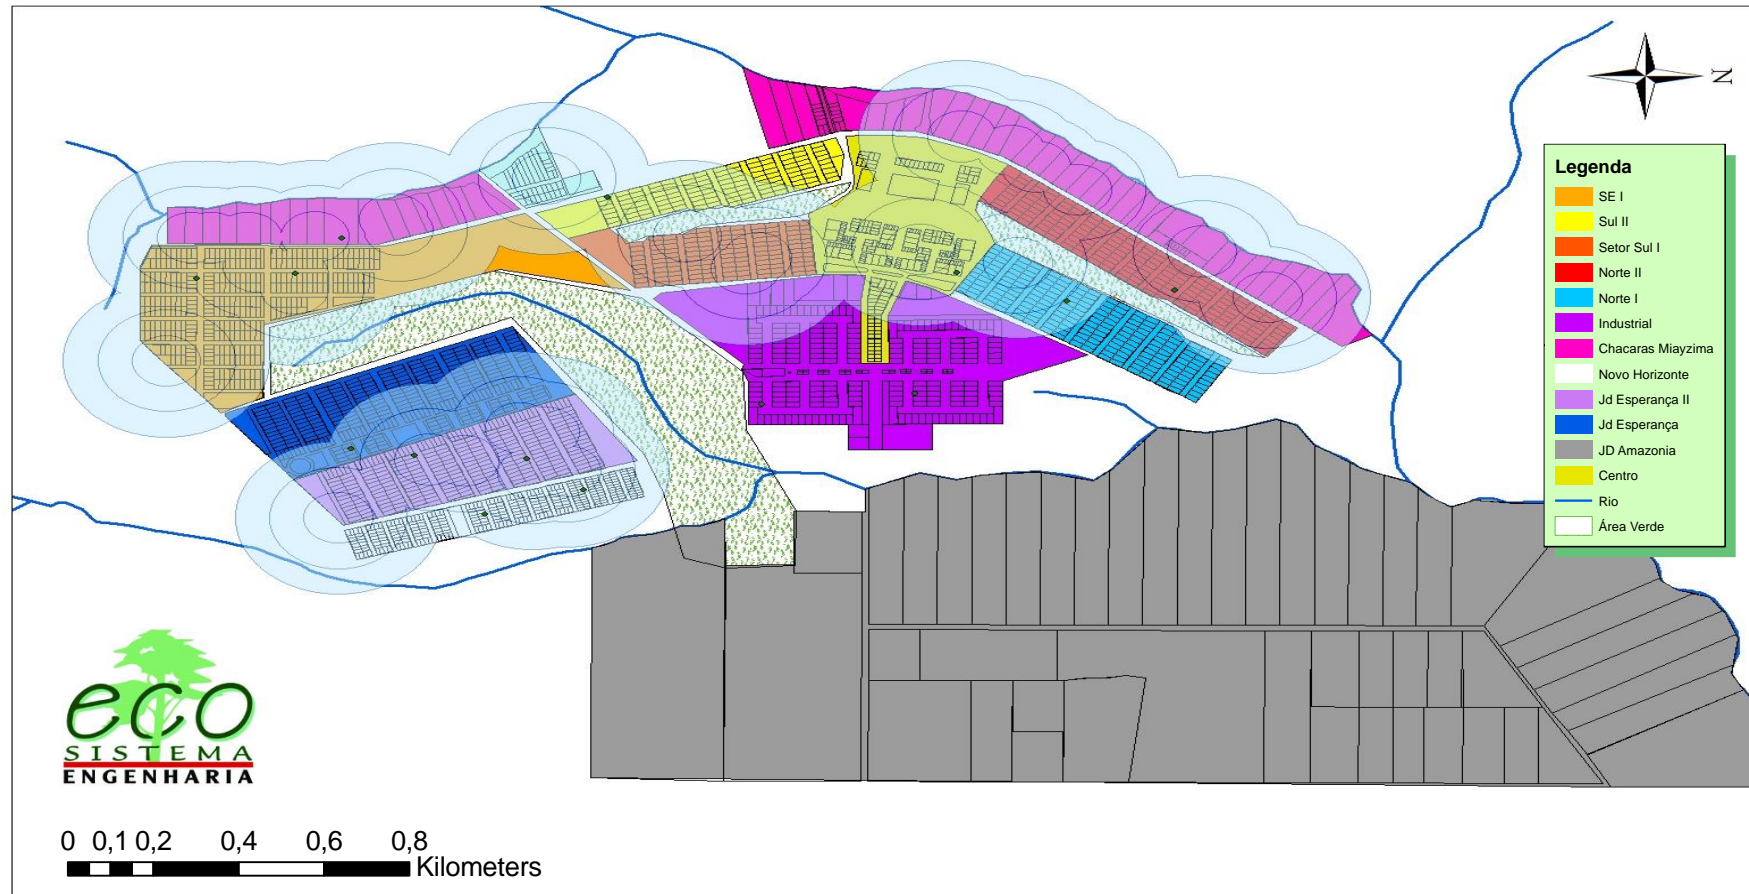 N
Legenda
SE I
Sul II
Setor Sul I
Norte II
Norte I
Industrial
Chacaras Miayzima
Novo Horizonte
Jd Esperança II
Jd Esperança
JD Amazonia
Centro
Rio
Área Verde
eco
SISTEMA
ENGENHARIA
0 0,1 0,2 0,4 0,6 0,8
Kilometers